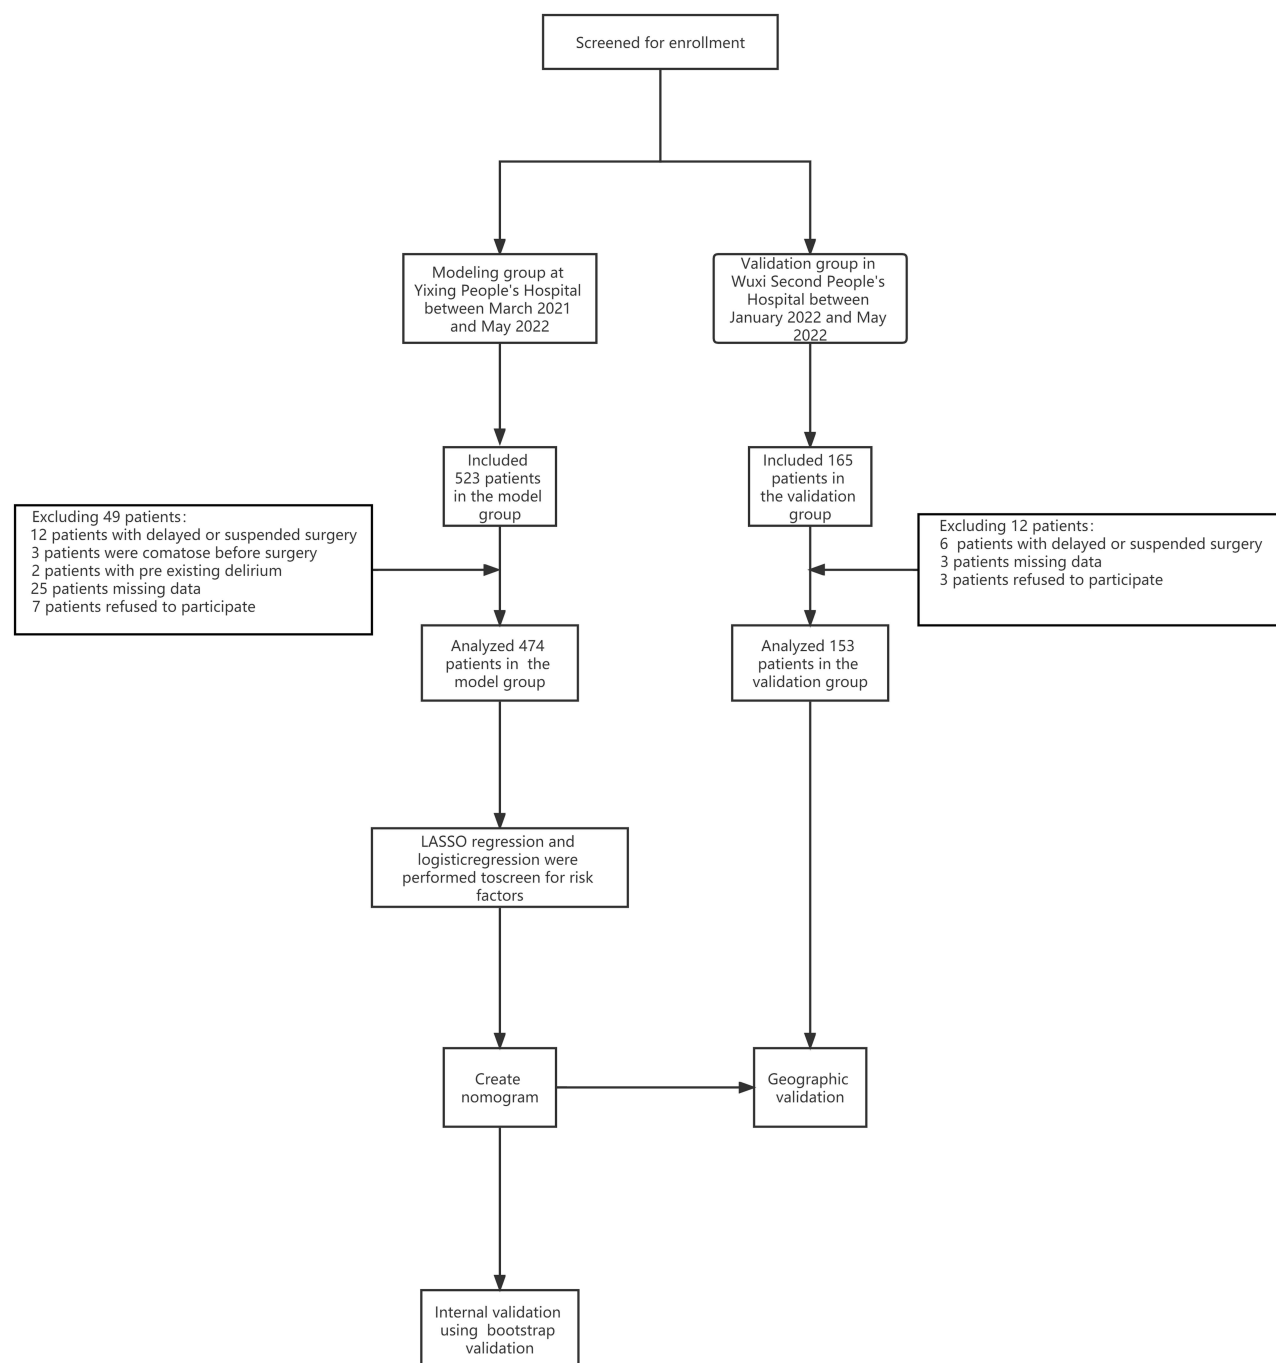 Screened for enrollment
Modeling group at
Yixing People's Hospital
between March 2021
and May 2022
Validation group in
Wuxi Second People's
Hospital between
January 2022 and May
2022
Included
523 patients
in the model
group
Included 165
patients in
the validation
group
Excluding 49 patients:
12 patients with delayed or suspended surgery
3 patients were comatose before surgery
2 patients with pre existing delirium
25 patients missing data
7 patients refused to participate
Excluding 12 patients:
6  patients with delayed or suspended surgery
3 patients missing data
3 patients refused to participate
Analyzed 474
patients in  the
model group
Analyzed 153
patients in the
validation group
LASSO regression and
logisticregression were
performed toscreen for risk
factors
Create
nomogram
Geographic
validation
Internal validation
using  bootstrap
validation